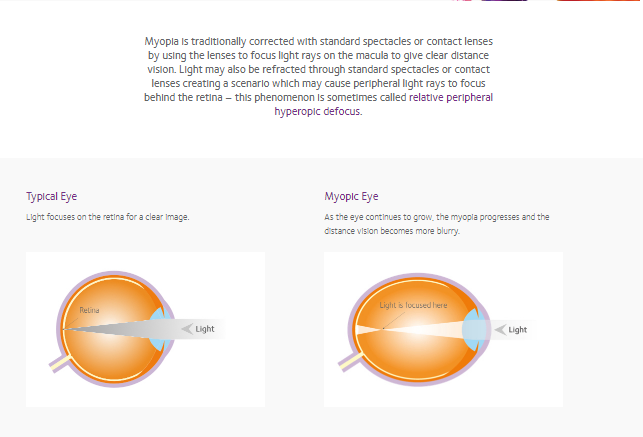 Myopia is traditionally corrected with standard spectacles or contact lenses
by using the lenses to focus light rays on the macula to give clear distance
vision. Light may also be refracted through standard spectacles or contact
lenses creating a scenario which may cause peripheral light rays to focus
behind the retina – this phenomenon is sometimes called relative peripheral
hyperopic defocus.
Typical Eye
Light focuses on the retina for a clear image.
Retina
Light
Myopic Eye
As the eye continues to grow, the myopia progresses and the
distance vision becomes more blurry.
Light is focused here
Light